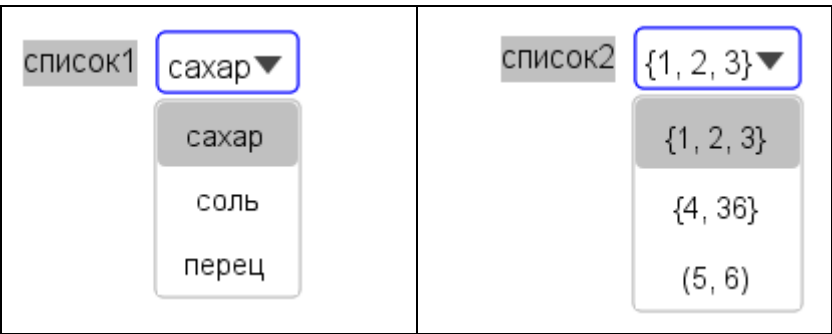 список1 сахар
сахар
соль
перец
список2 {1, 2, 3}
{1, 2, 3}
{4, 36}
(5, 6)